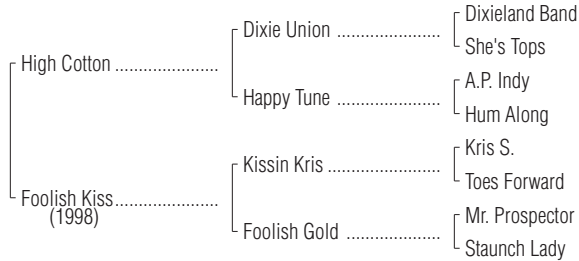 Dixieland Band
Dixie Union ..................
She's Tops
High Cotton ..................
A.P. Indy
Happy Tune ..................
Hum Along
Kris S.
Kissin Kris ....................
Toes Forward
Foolish Kiss..................
(1998)
Mr. Prospector
Foolish Gold ................
Staunch Lady